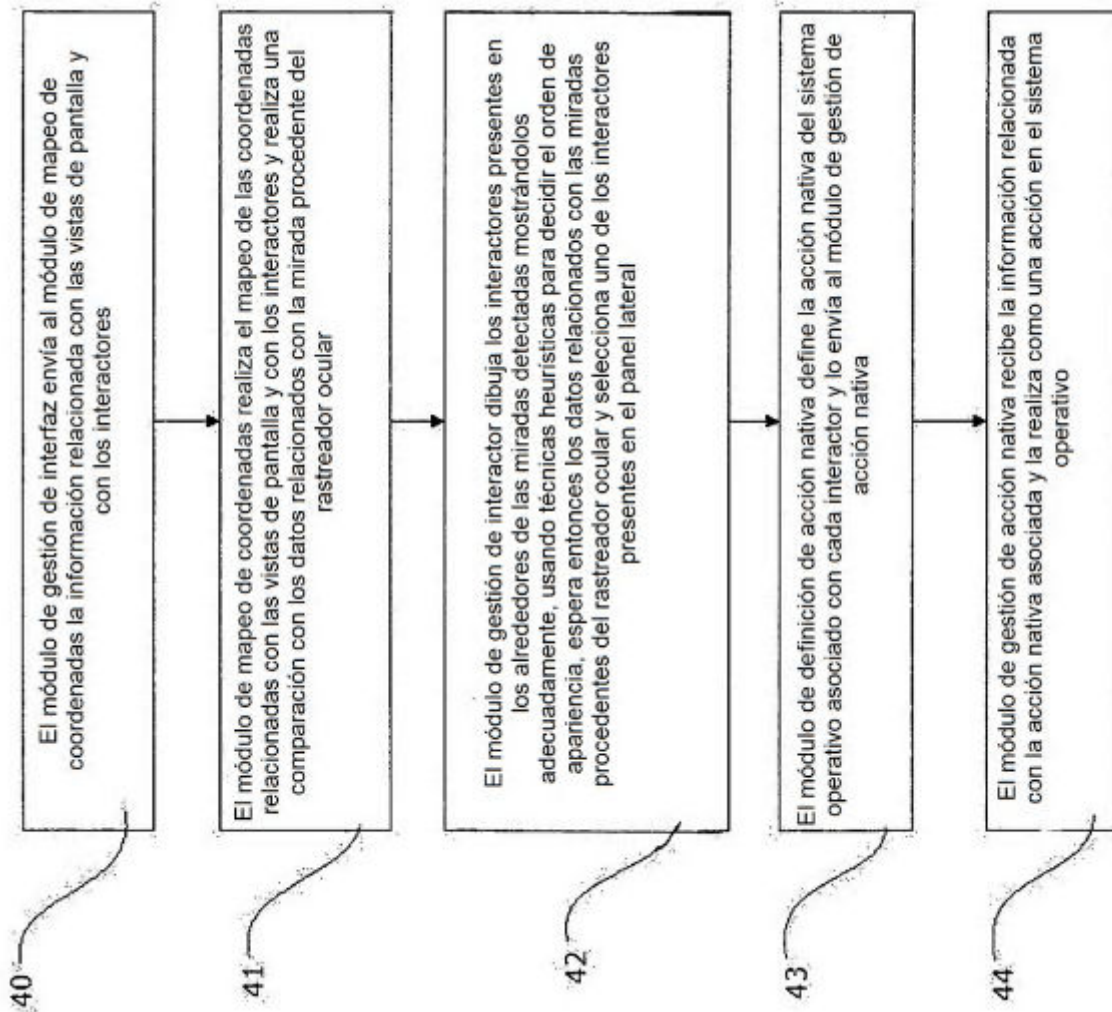 40
El módulo de gestión de interfaz envía al módulo de mapeo de
coordenadas la información relacionada con las vistas de pantalla y
con los interactores
41
El módulo de mapeo de coordenadas realiza el mapeo de las coordenadas
relacionadas con las vistas de pantalla y con los interactores y realiza una
comparación con los datos relacionados con la mirada procedente del
rastreador ocular
42
El módulo de gestión de interactor dibuja los interactores presentes en
los alrededores de las miradas detectadas mostrándolos
adecuadamente, usando técnicas heurísticas para decidir el orden de
apariencia, espera entonces los datos relacionados con las miradas
procedentes del rastreador ocular y selecciona uno de los interactores
presentes en el panel lateral
43
El módulo de definición de acción nativa define la acción nativa del sistema
operativo asociado con cada interactor y lo envía al módulo de gestión de
acción nativa
44
El módulo de gestión de acción nativa recibe la información relacionada
con la acción nativa asociada y la realiza como una acción en el sistema
operativo